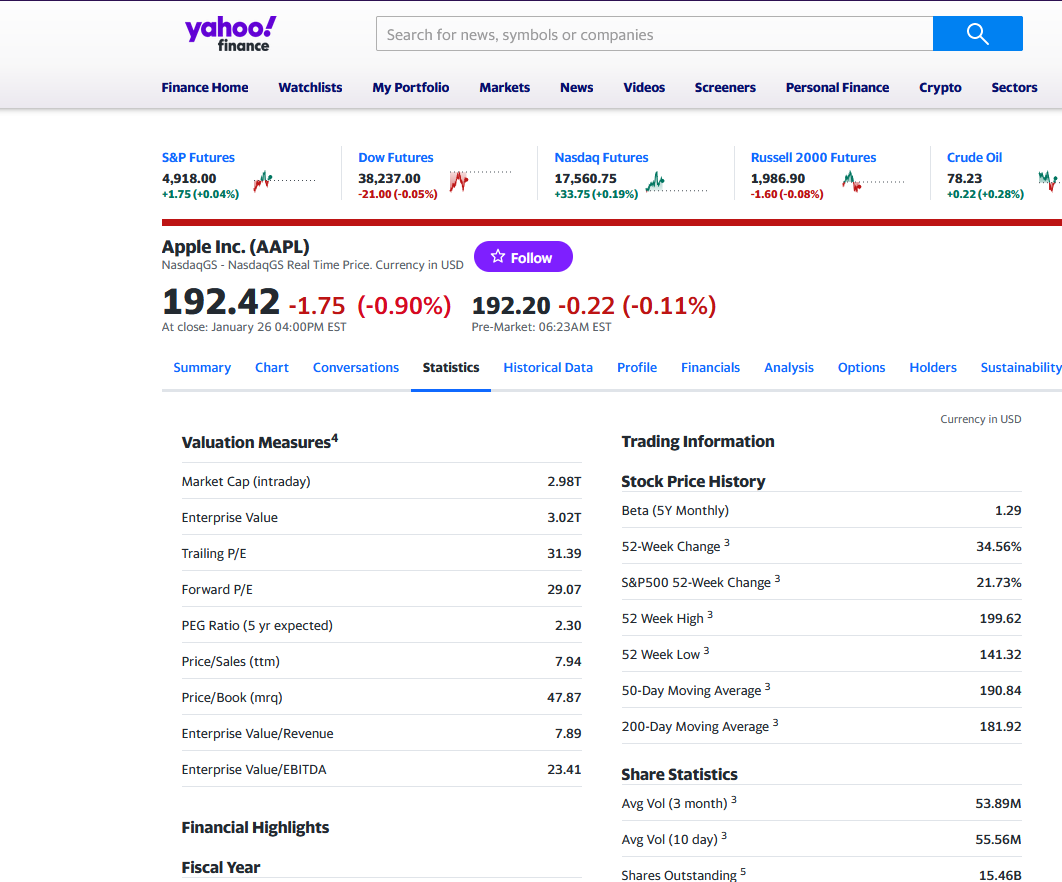 yahoo!
finance
Search for news, symbols or companies
Finance Home Watchlists My Portfolio Markets News Videos Screeners Personal Finance Crypto Sectors
S&P Futures
4,918.00
+1.75 (+0.04%)
Dow Futures
38,237.00
-21.00 (-0.05%)
Nasdaq Futures
17,560.75
+33.75 (+0.19%)
Russell 2000 Futures
1,986.90
-1.60 (-0.08%)
Crude Oil
78.23
+0.22 (+0.28%)
Apple Inc. (AAPL)
NasdaqGS - NasdaqGS Real Time Price. Currency in USD
Follow
192.42 -1.75 (-0.90%)
At close: January 26 04:00PM EST
192.20 -0.22 (-0.11%)
Pre-Market: 06:23AM EST
Summary Chart Conversations Statistics Historical Data Profile Financials Analysis Options Holders Sustainability
Currency in USD
Valuation Measures4
Market Cap (intraday) 2.98T
Enterprise Value 3.02T
Trailing P/E 31.39
Forward P/E 29.07
PEG Ratio (5 yr expected) 2.30
Price/Sales (ttm) 7.94
Price/Book (mrq) 47.87
Enterprise Value/Revenue 7.89
Enterprise Value/EBITDA 23.41
Financial Highlights
Fiscal Year
Trading Information
Stock Price History
Beta (5Y Monthly) 1.29
52-Week Change 3 34.56%
S&P500 52-Week Change 3 21.73%
52 Week High 3 199.62
52 Week Low 3 141.32
50-Day Moving Average 3 190.84
200-Day Moving Average 3 181.92
Share Statistics
Avg Vol (3 month) 3 53.89M
Avg Vol (10 day) 3 55.56M
Shares Outstanding 5 15.46B